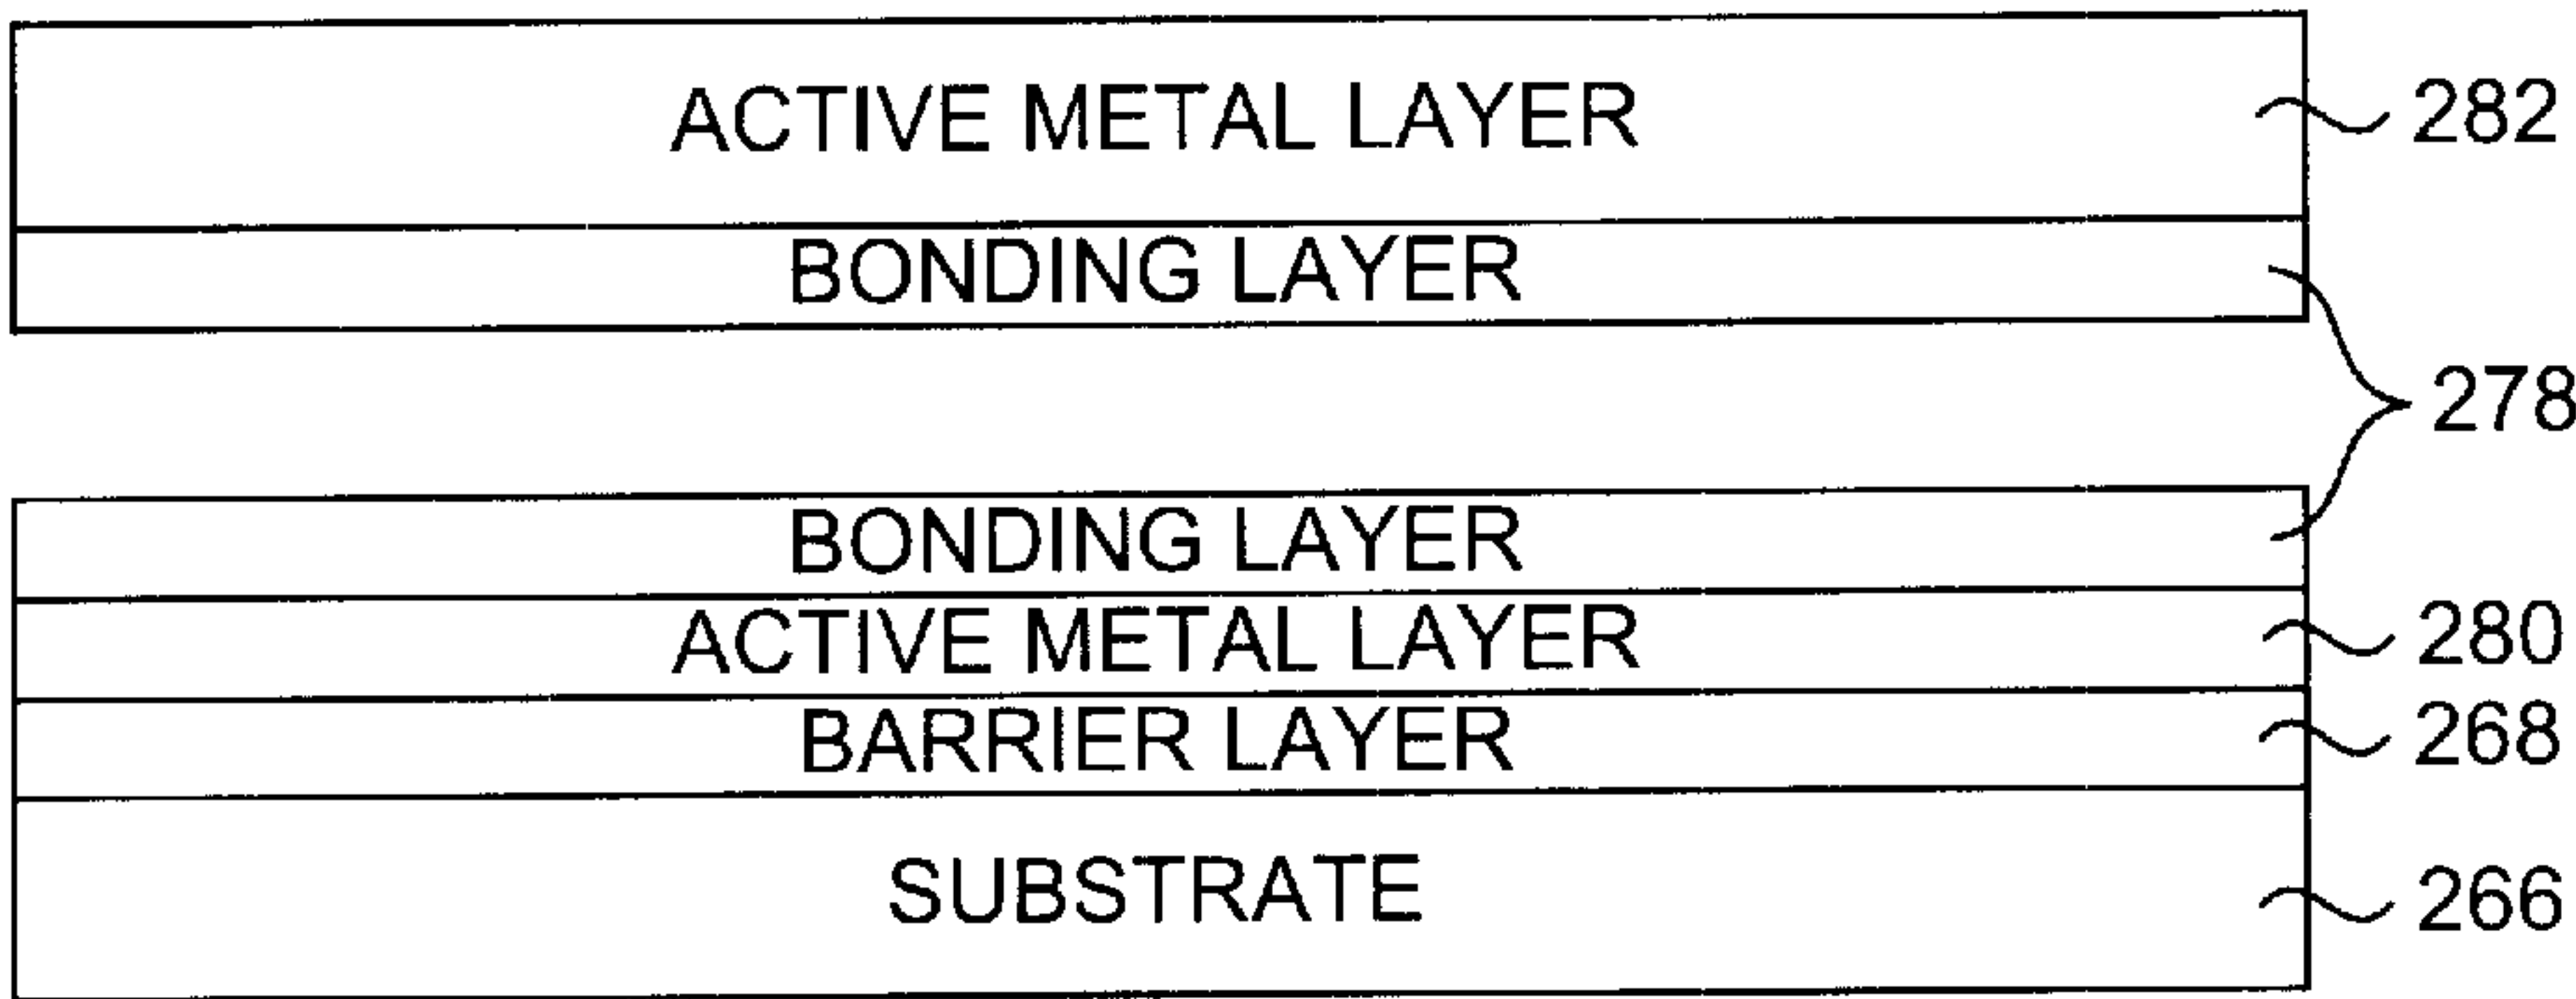 ACTIVE METAL LAYER 282
BONDING LAYER
278
BONDING LAYER
ACTIVE METAL LAYER 280
BARRIER LAYER 268
SUBSTRATE 266